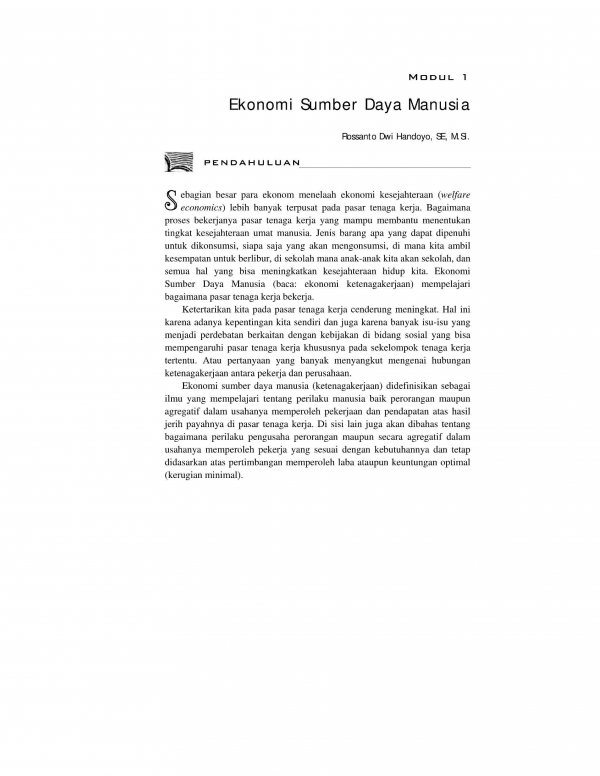 Modul 1
Ekonomi Sumber Daya Manusia
Rossanto Dwi Handoyo, SE, M.Si.
PENDAHULUAN
Sebagian besar para ekonom menelaah ekonomi kesejahteraan (welfare
economics) lebih banyak terpusat pada pasar tenaga kerja. Bagaimana
proses bekerjanya pasar tenaga kerja yang mampu membantu menentukan
tingkat kesejahteraan umat manusia. Jenis barang apa yang dapat dipenuhi
untuk dikonsumsi, siapa saja yang akan mengonsumsi, di mana kita ambil
kesempatan untuk berlibur, di sekolah mana anak-anak kita akan sekolah, dan
semua hal yang bisa meningkatkan kesejahteraan hidup kita. Ekonomi
Sumber Daya Manusia (baca: ekonomi ketenagakerjaan) mempelajari
bagaimana pasar tenaga kerja bekerja.
Ketertarikan kita pada pasar tenaga kerja cenderung meningkat. Hal ini
karena adanya kepentingan kita sendiri dan juga karena banyak isu-isu yang
menjadi perdebatan berkaitan dengan kebijakan di bidang sosial yang bisa
mempengaruhi pasar tenaga kerja khususnya pada sekelompok tenaga kerja
tertentu. Atau pertanyaan yang banyak menyangkut mengenai hubungan
ketenagakerjaan antara pekerja dan perusahaan.
Ekonomi sumber daya manusia (ketenagakerjaan) didefinisikan sebagai
ilmu yang mempelajari tentang perilaku manusia baik perorangan maupun
agregatif dalam usahanya memperoleh pekerjaan dan pendapatan atas hasil
jerih payahnya di pasar tenaga kerja. Di sisi lain juga akan dibahas tentang
bagaimana perilaku pengusaha perorangan maupun secara agregatif dalam
usahanya memperoleh pekerja yang sesuai dengan kebutuhannya dan tetap
didasarkan atas pertimbangan memperoleh laba ataupun keuntungan optimal
(kerugian minimal).